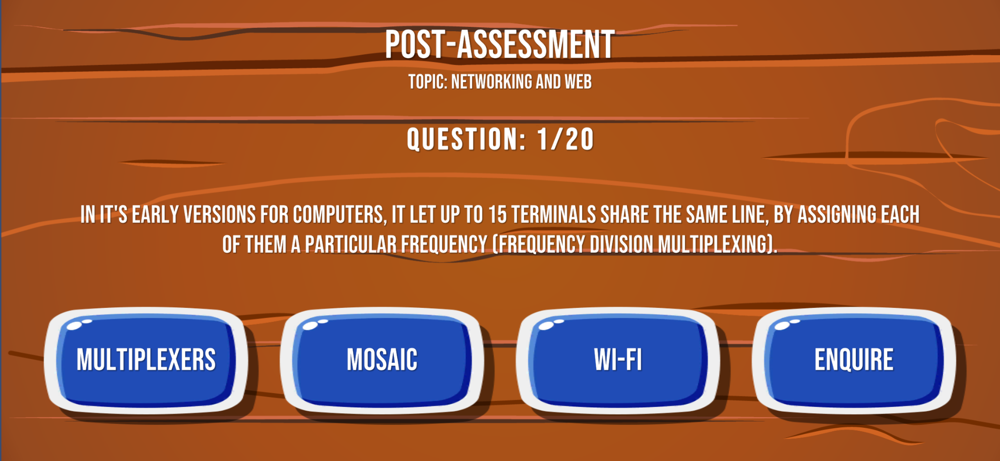 POST-ASSESSMENT
TOPIC: NETWORKING AND WEB
QUESTION: 1/20
IN IT'S EARLY VERSIONS FOR COMPUTERS, IT LET UP TO 15 TERMINALS SHARE THE SAME LINE, BY ASSIGNING EACH
OF THEM A PARTICULAR FREQUENCY (FREQUENCY DIVISION MULTIPLEXING).
MULTIPLEXERS
MOSAIC
WI-FI
ENQUIRE